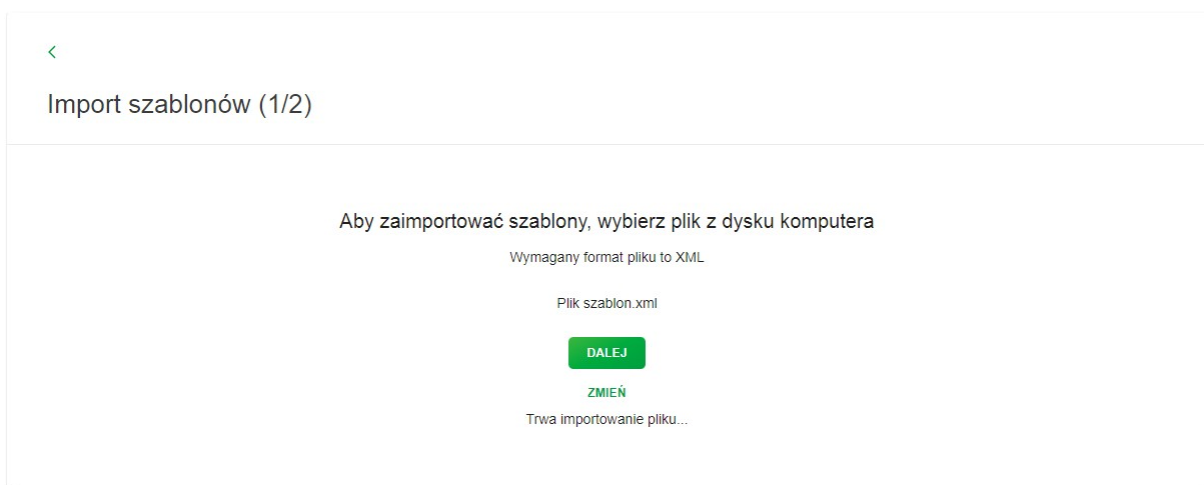 Import szablonów (1/2)
Aby zaimportować szablony, wybierz plik z dysku komputera
Wymagany format pliku to XML
Plik szablon.xml
DALEJ
ZMIEŃ
Trwa importowanie pliku...